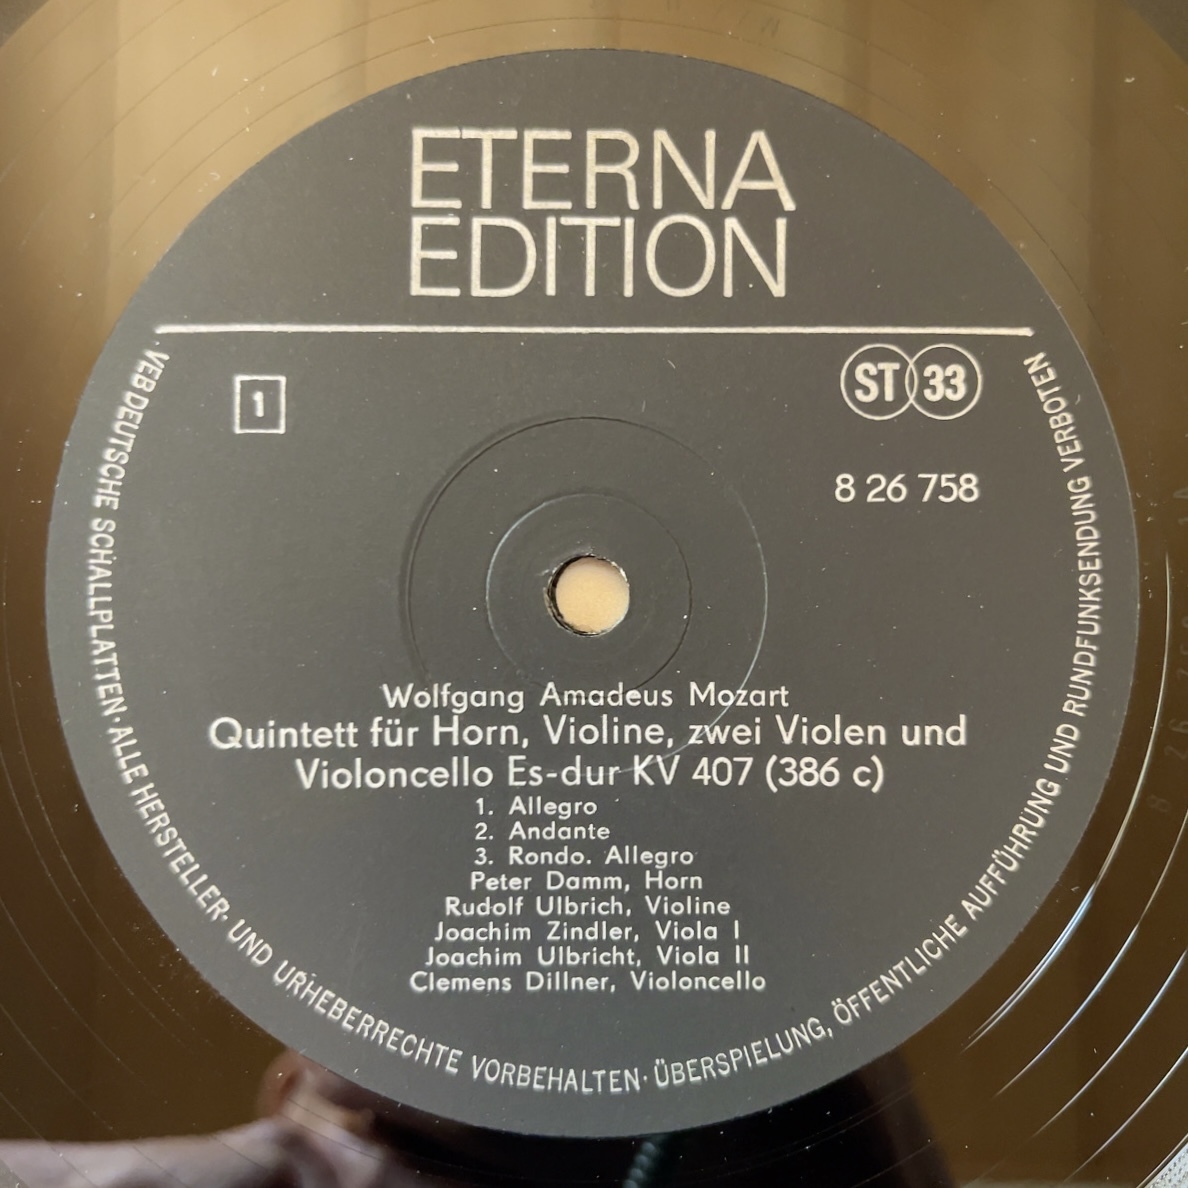 ETERNA
EDITION
1
ST 33
8 26 758
Wolfgang Amadeus Mozart
Quintett für Horn, Violine, zwei Violen und
Violoncello Es-dur KV 407 (386 c)
1. Allegro
2. Andante
3. Rondo. Allegro
Peter Damm, Horn
Rudolf Ulbrich, Violine
Joachim Zindler, Viola I
Joachim Ulbricht, Viola II
Clemens Dillner, Violoncello
· VEB DEUTSCHE SCHALLPLATTEN · ALLE HERSTELLER- UND URHEBERRECHTE VORBEHALTEN · ÜBERSPIELUNG, ÖFFENTLICHE AUFFÜHRUNG UND RUNDFUNKSENDUNG VERBOTEN